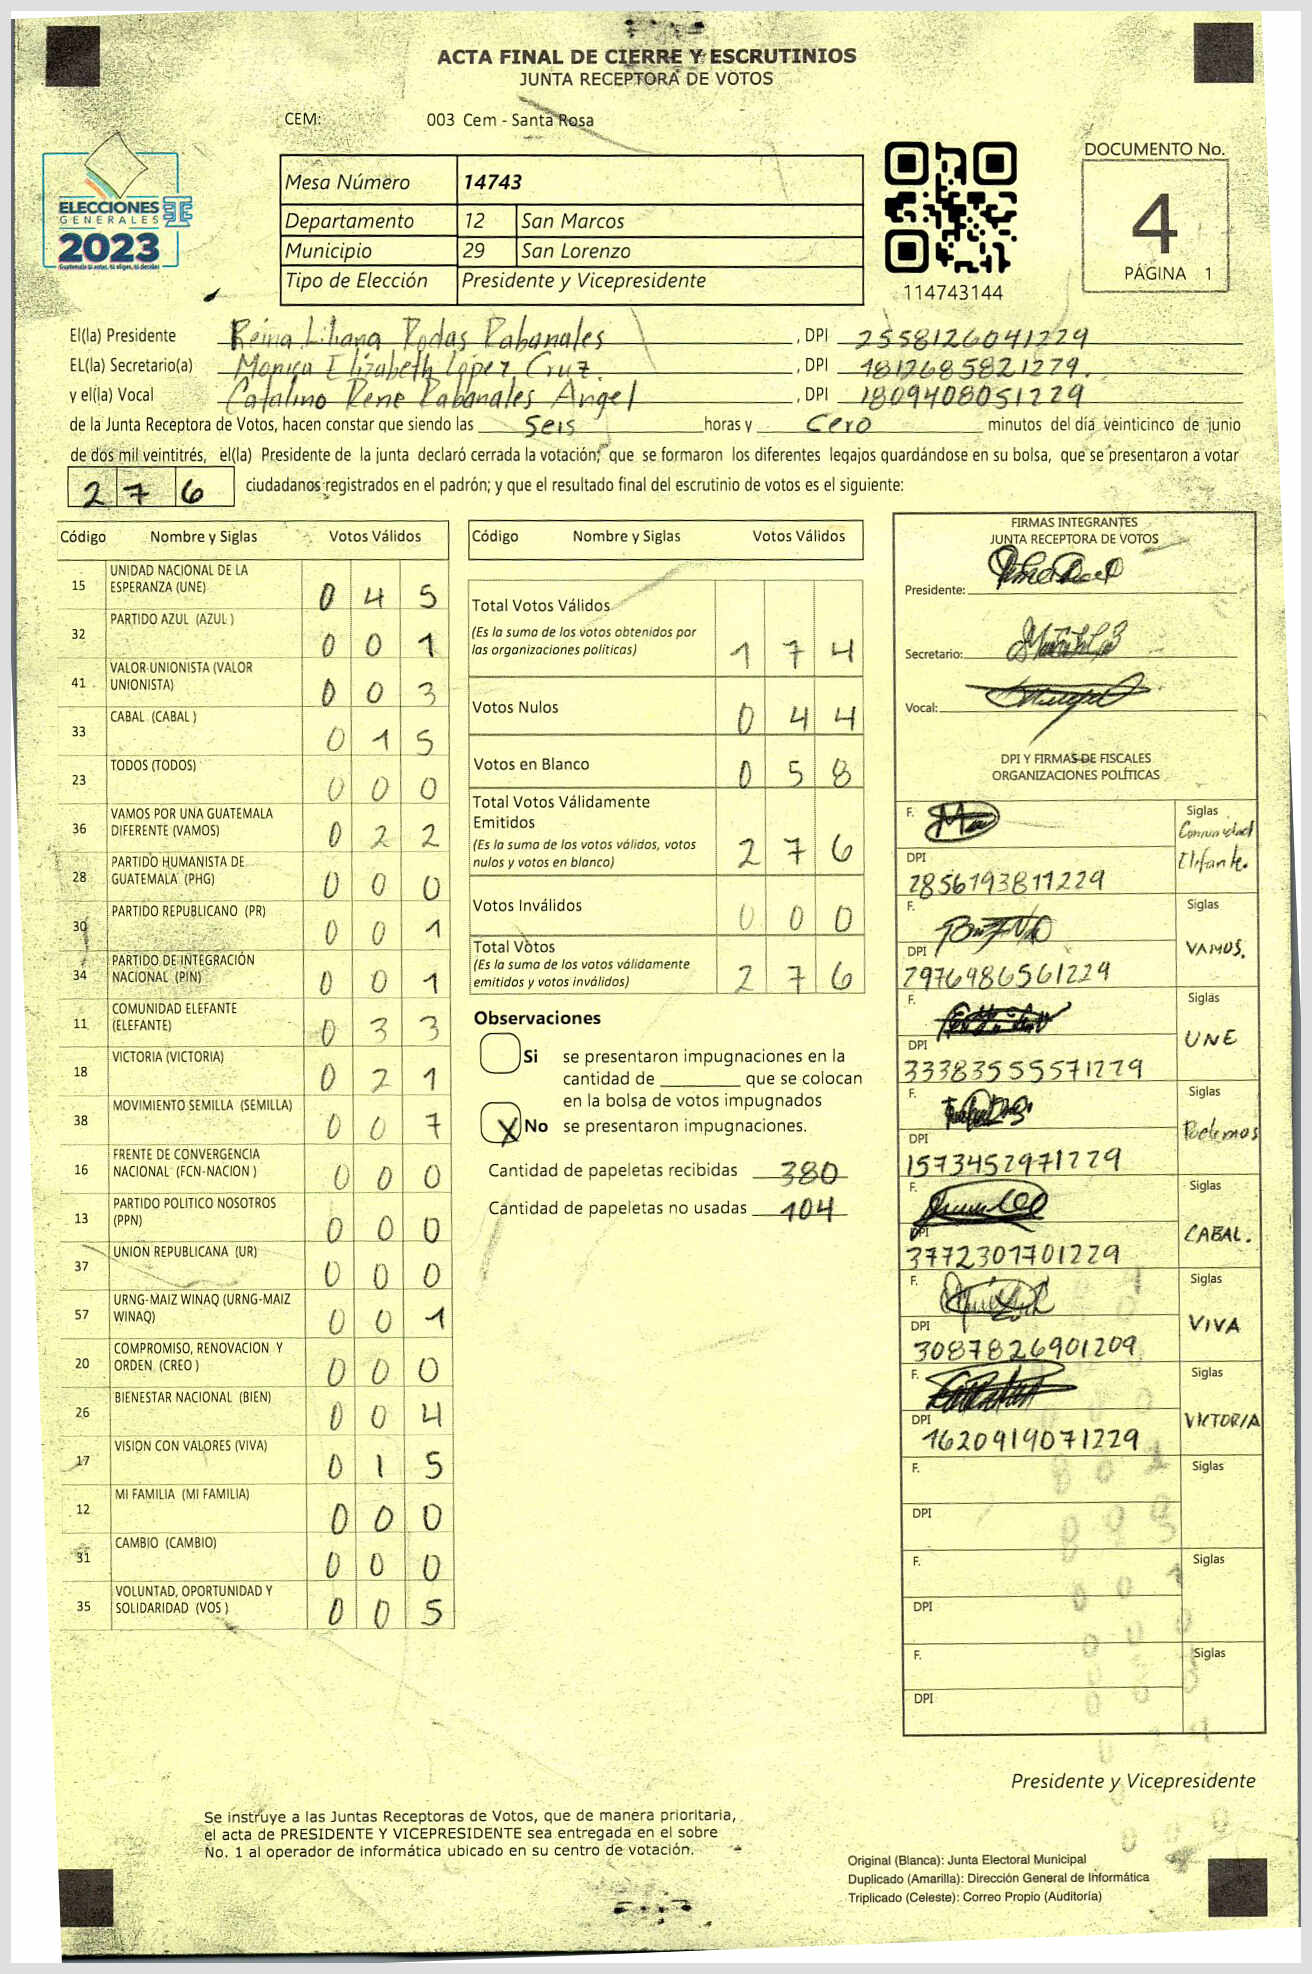 ACTA FINAL DE CIERRE Y ESCRUTINIOS
JUNTA RECEPTORA DE VOTOS
CEM: 003 Cem - Santa Rosa
ELECCIONES
GENERALES
2023
Mesa Número 14743
Departamento 12 San Marcos
Municipio 29 San Lorenzo
Tipo de Elección Presidente y Vicepresidente
114743144
DOCUMENTO No.
4
PÁGINA 1
El(la) Presidente Reina Liliana Rodas Rabanales, DPI 2558126041229
EL(la) Secretario(a) Monica Elizabeth López Cruz, DPI 1812685821279.
y el(la) Vocal Catalino Rene Rabanales Angel, DPI 1809408051229
de la Junta Receptora de Votos, hacen constar que siendo las Seis horas y Cero minutos del día veinticinco de junio
de dos mil veintitrés, el(la) Presidente de la junta declaró cerrada la votación; que se formaron los diferentes legajos quardándose en su bolsa, que se presentaron a votar
276 ciudadanos registrados en el padrón; y que el resultado final del escrutinio de votos es el siguiente:
Código Nombre y Siglas Votos Válidos
15 UNIDAD NACIONAL DE LA ESPERANZA (UNE) 0 4 5
32 PARTIDO AZUL (AZUL ) 0 0 1
41 VALOR UNIONISTA (VALOR UNIONISTA) 0 0 3
33 CABAL (CABAL ) 0 1 5
23 TODOS (TODOS) 0 0 0
36 VAMOS POR UNA GUATEMALA DIFERENTE (VAMOS) 0 2 2
28 PARTIDO HUMANISTA DE GUATEMALA (PHG) 0 0 0
30 PARTIDO REPUBLICANO (PR) 0 0 1
34 PARTIDO DE INTEGRACIÓN NACIONAL (PIN) 0 0 1
11 COMUNIDAD ELEFANTE (ELEFANTE) 0 3 3
18 VICTORIA (VICTORIA) 0 2 1
38 MOVIMIENTO SEMILLA (SEMILLA) 0 0 7
16 FRENTE DE CONVERGENCIA NACIONAL (FCN-NACION ) 0 0 0
13 PARTIDO POLITICO NOSOTROS (PPN) 0 0 0
37 UNION REPUBLICANA (UR) 0 0 0
57 URNG-MAIZ WINAQ (URNG-MAIZ WINAQ) 0 0 1
20 COMPROMISO, RENOVACION Y ORDEN (CREO ) 0 0 0
26 BIENESTAR NACIONAL (BIEN) 0 0 4
17 VISION CON VALORES (VIVA) 0 1 5
12 MI FAMILIA (MI FAMILIA) 0 0 0
31 CAMBIO (CAMBIO) 0 0 0
35 VOLUNTAD, OPORTUNIDAD Y SOLIDARIDAD (VOS ) 0 0 5
Código Nombre y Siglas Votos Válidos
Total Votos Válidos
(Es la suma de los votos obtenidos por
las organizaciones políticas) 1 7 4
Votos Nulos 0 4 4
Votos en Blanco 0 5 8
Total Votos Válidamente
Emitidos
(Es la suma de los votos válidos, votos
nulos y votos en blanco) 2 7 6
Votos Inválidos 0 0 0
Total Votos
(Es la suma de los votos válidamente
emitidos y votos inválidos) 2 7 6
Observaciones
Si se presentaron impugnaciones en la
cantidad de ________ que se colocan
en la bolsa de votos impugnados
X No se presentaron impugnaciones.
Cantidad de papeletas recibidas 380
Cantidad de papeletas no usadas 104
FIRMAS INTEGRANTES
JUNTA RECEPTORA DE VOTOS
Presidente:
Secretario:
Vocal:
DPI Y FIRMAS DE FISCALES
ORGANIZACIONES POLÍTICAS
F. Siglas
Comunidad
Elefante.
DPI
2856193811229
F. Siglas
VAMOS.
DPI
2976986561229
F. Siglas
UNE
DPI
33383555571229
F. Siglas
Podemos
DPI
1573452971229
F. Siglas
CABAL.
DPI
3772301701229
F. Siglas
VIVA
DPI
3087826901209
F. Siglas
VICTORIA
DPI
1620919071229
F. Siglas
DPI
F. Siglas
DPI
F. Siglas
DPI
Presidente y Vicepresidente
Se instruye a las Juntas Receptoras de Votos, que de manera prioritaria,
el acta de PRESIDENTE Y VICEPRESIDENTE sea entregada en el sobre
No. 1 al operador de informática ubicado en su centro de votación.
Original (Blanca): Junta Electoral Municipal
Duplicado (Amarilla): Dirección General de Informática
Triplicado (Celeste): Correo Propio (Auditoría)